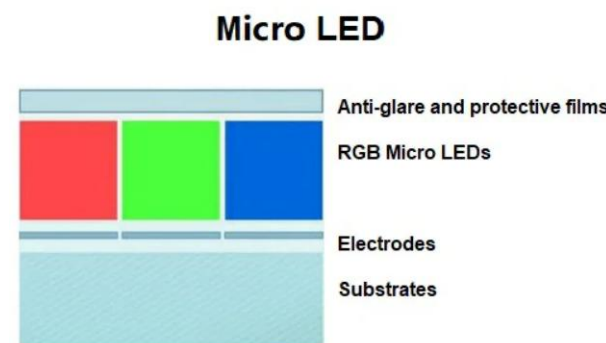 Micro LED
Anti-glare and protective films
RGB Micro LEDs
Electrodes
Substrates